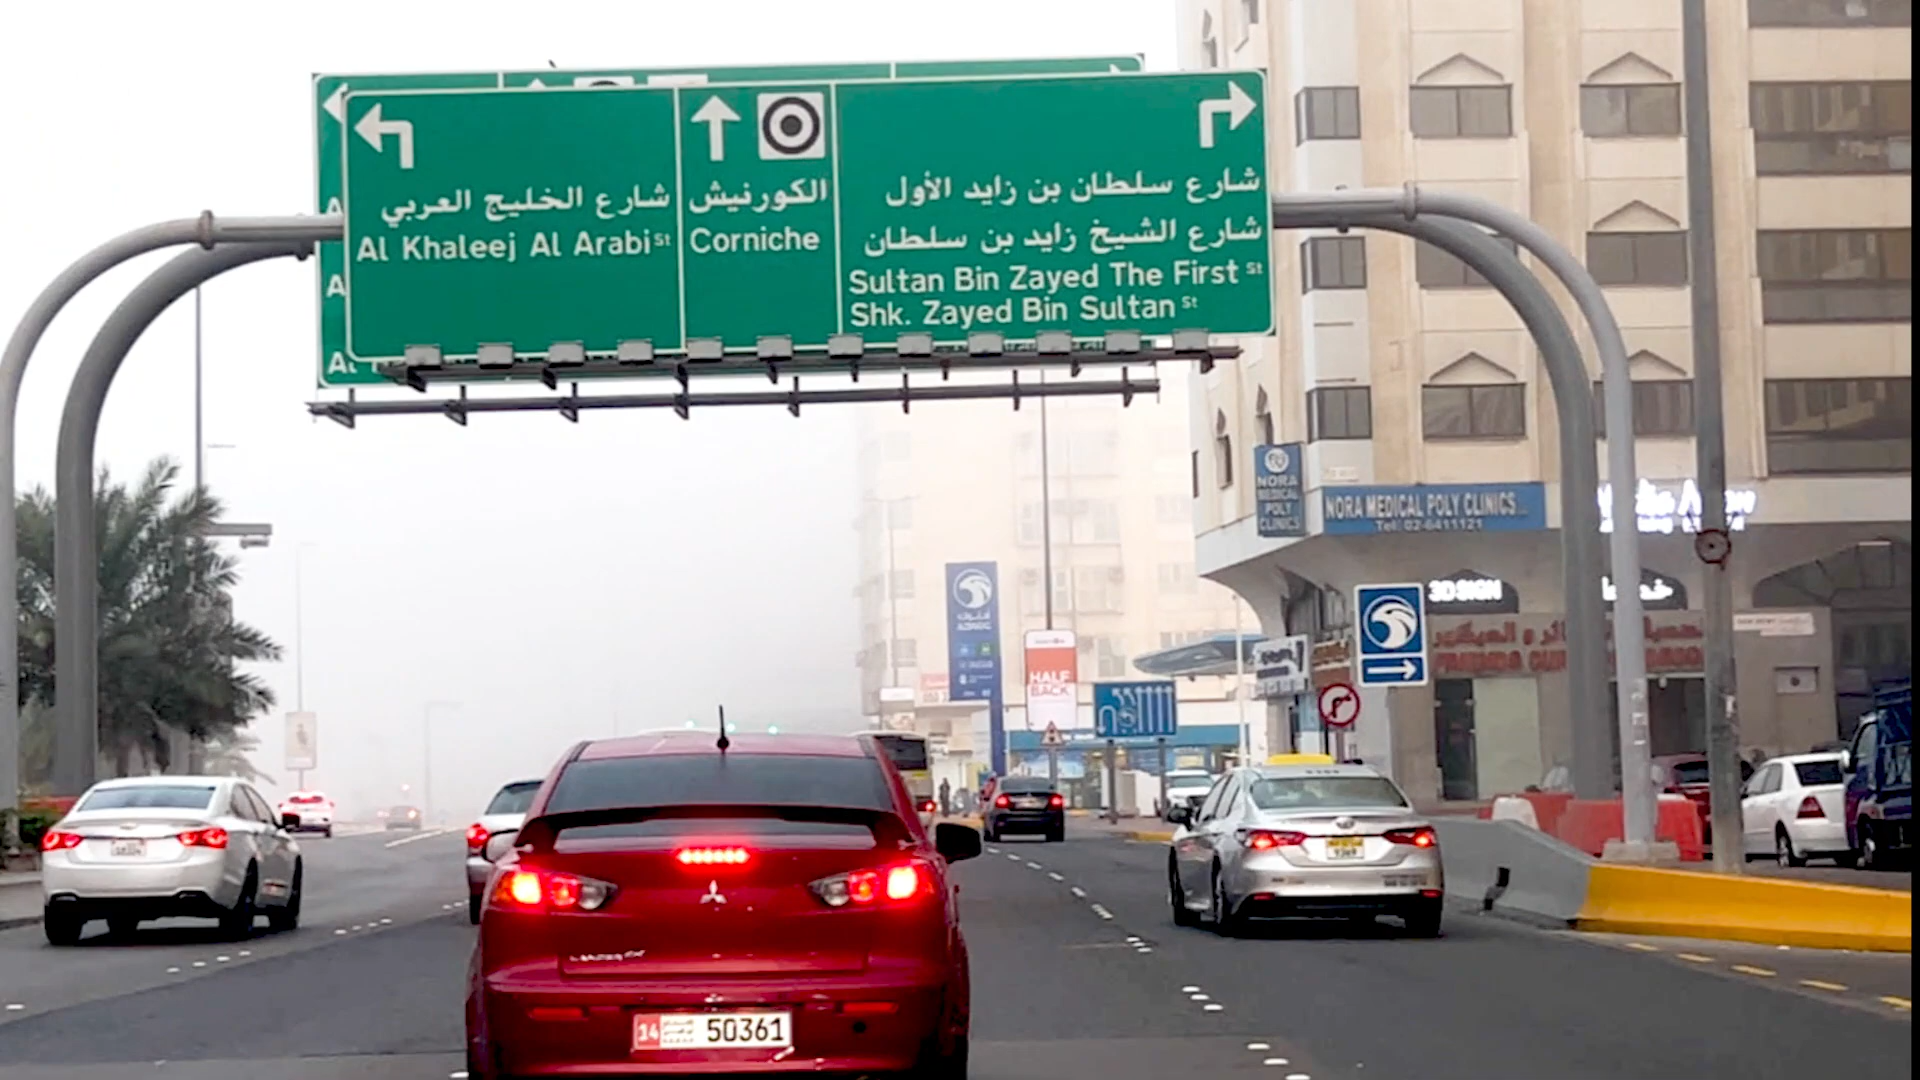 شارع الخليج العربي
Al Khaleej Al Arabi St
الكورنيش
Corniche
شارع سلطان بن زايد الأول
شارع الشيخ زايد بن سلطان
Sultan Bin Zayed The First St
Shk. Zayed Bin Sultan St
NORA
MEDICAL
POLY
CLINICS
NORA MEDICAL POLY CLINICS
Tel: 02-6411121
3D SIGN
أدنوك
ADNOC
HALF
BACK
14 50361